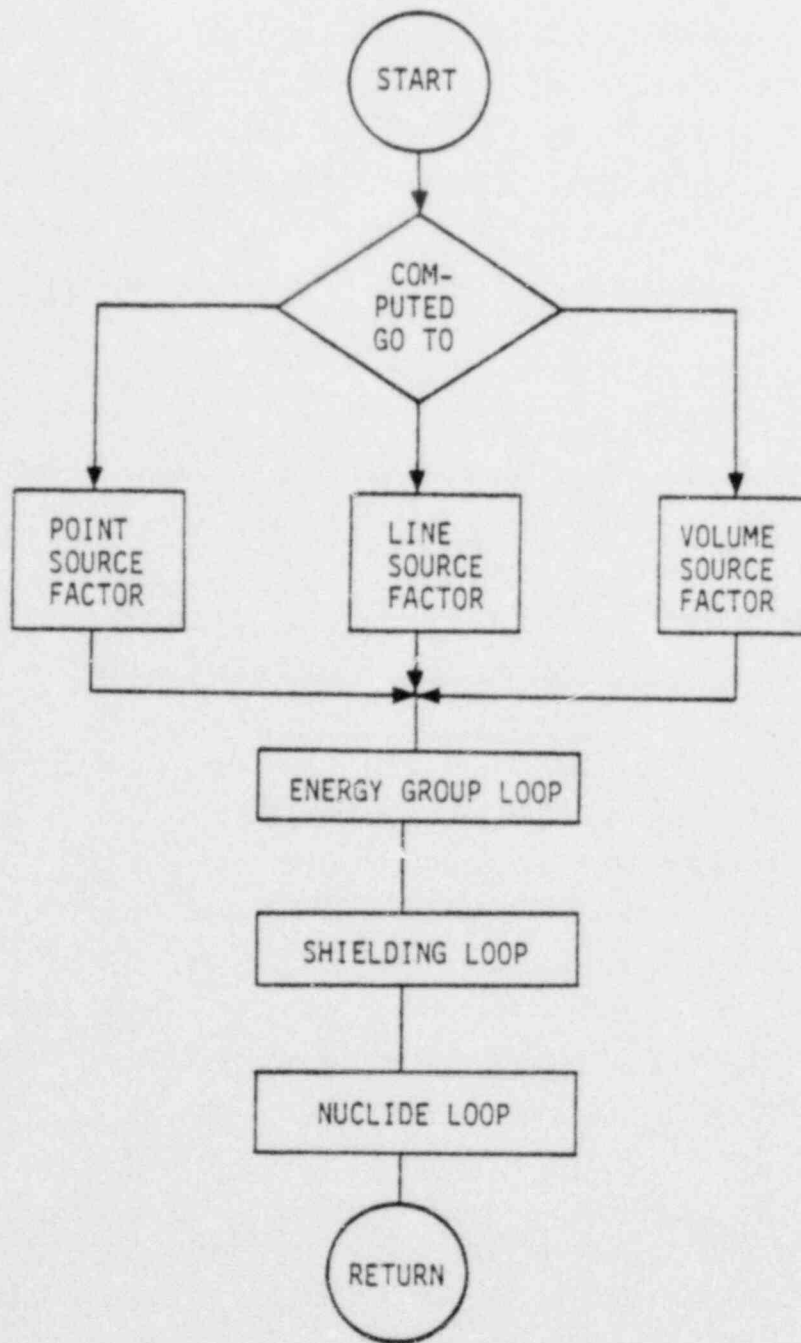 START
COM-
PUTED
GO TO
POINT
SOURCE
FACTOR
LINE
SOURCE
FACTOR
VOLUME
SOURCE
FACTOR
ENERGY GROUP LOOP
SHIELDING LOOP
NUCLIDE LOOP
RETURN